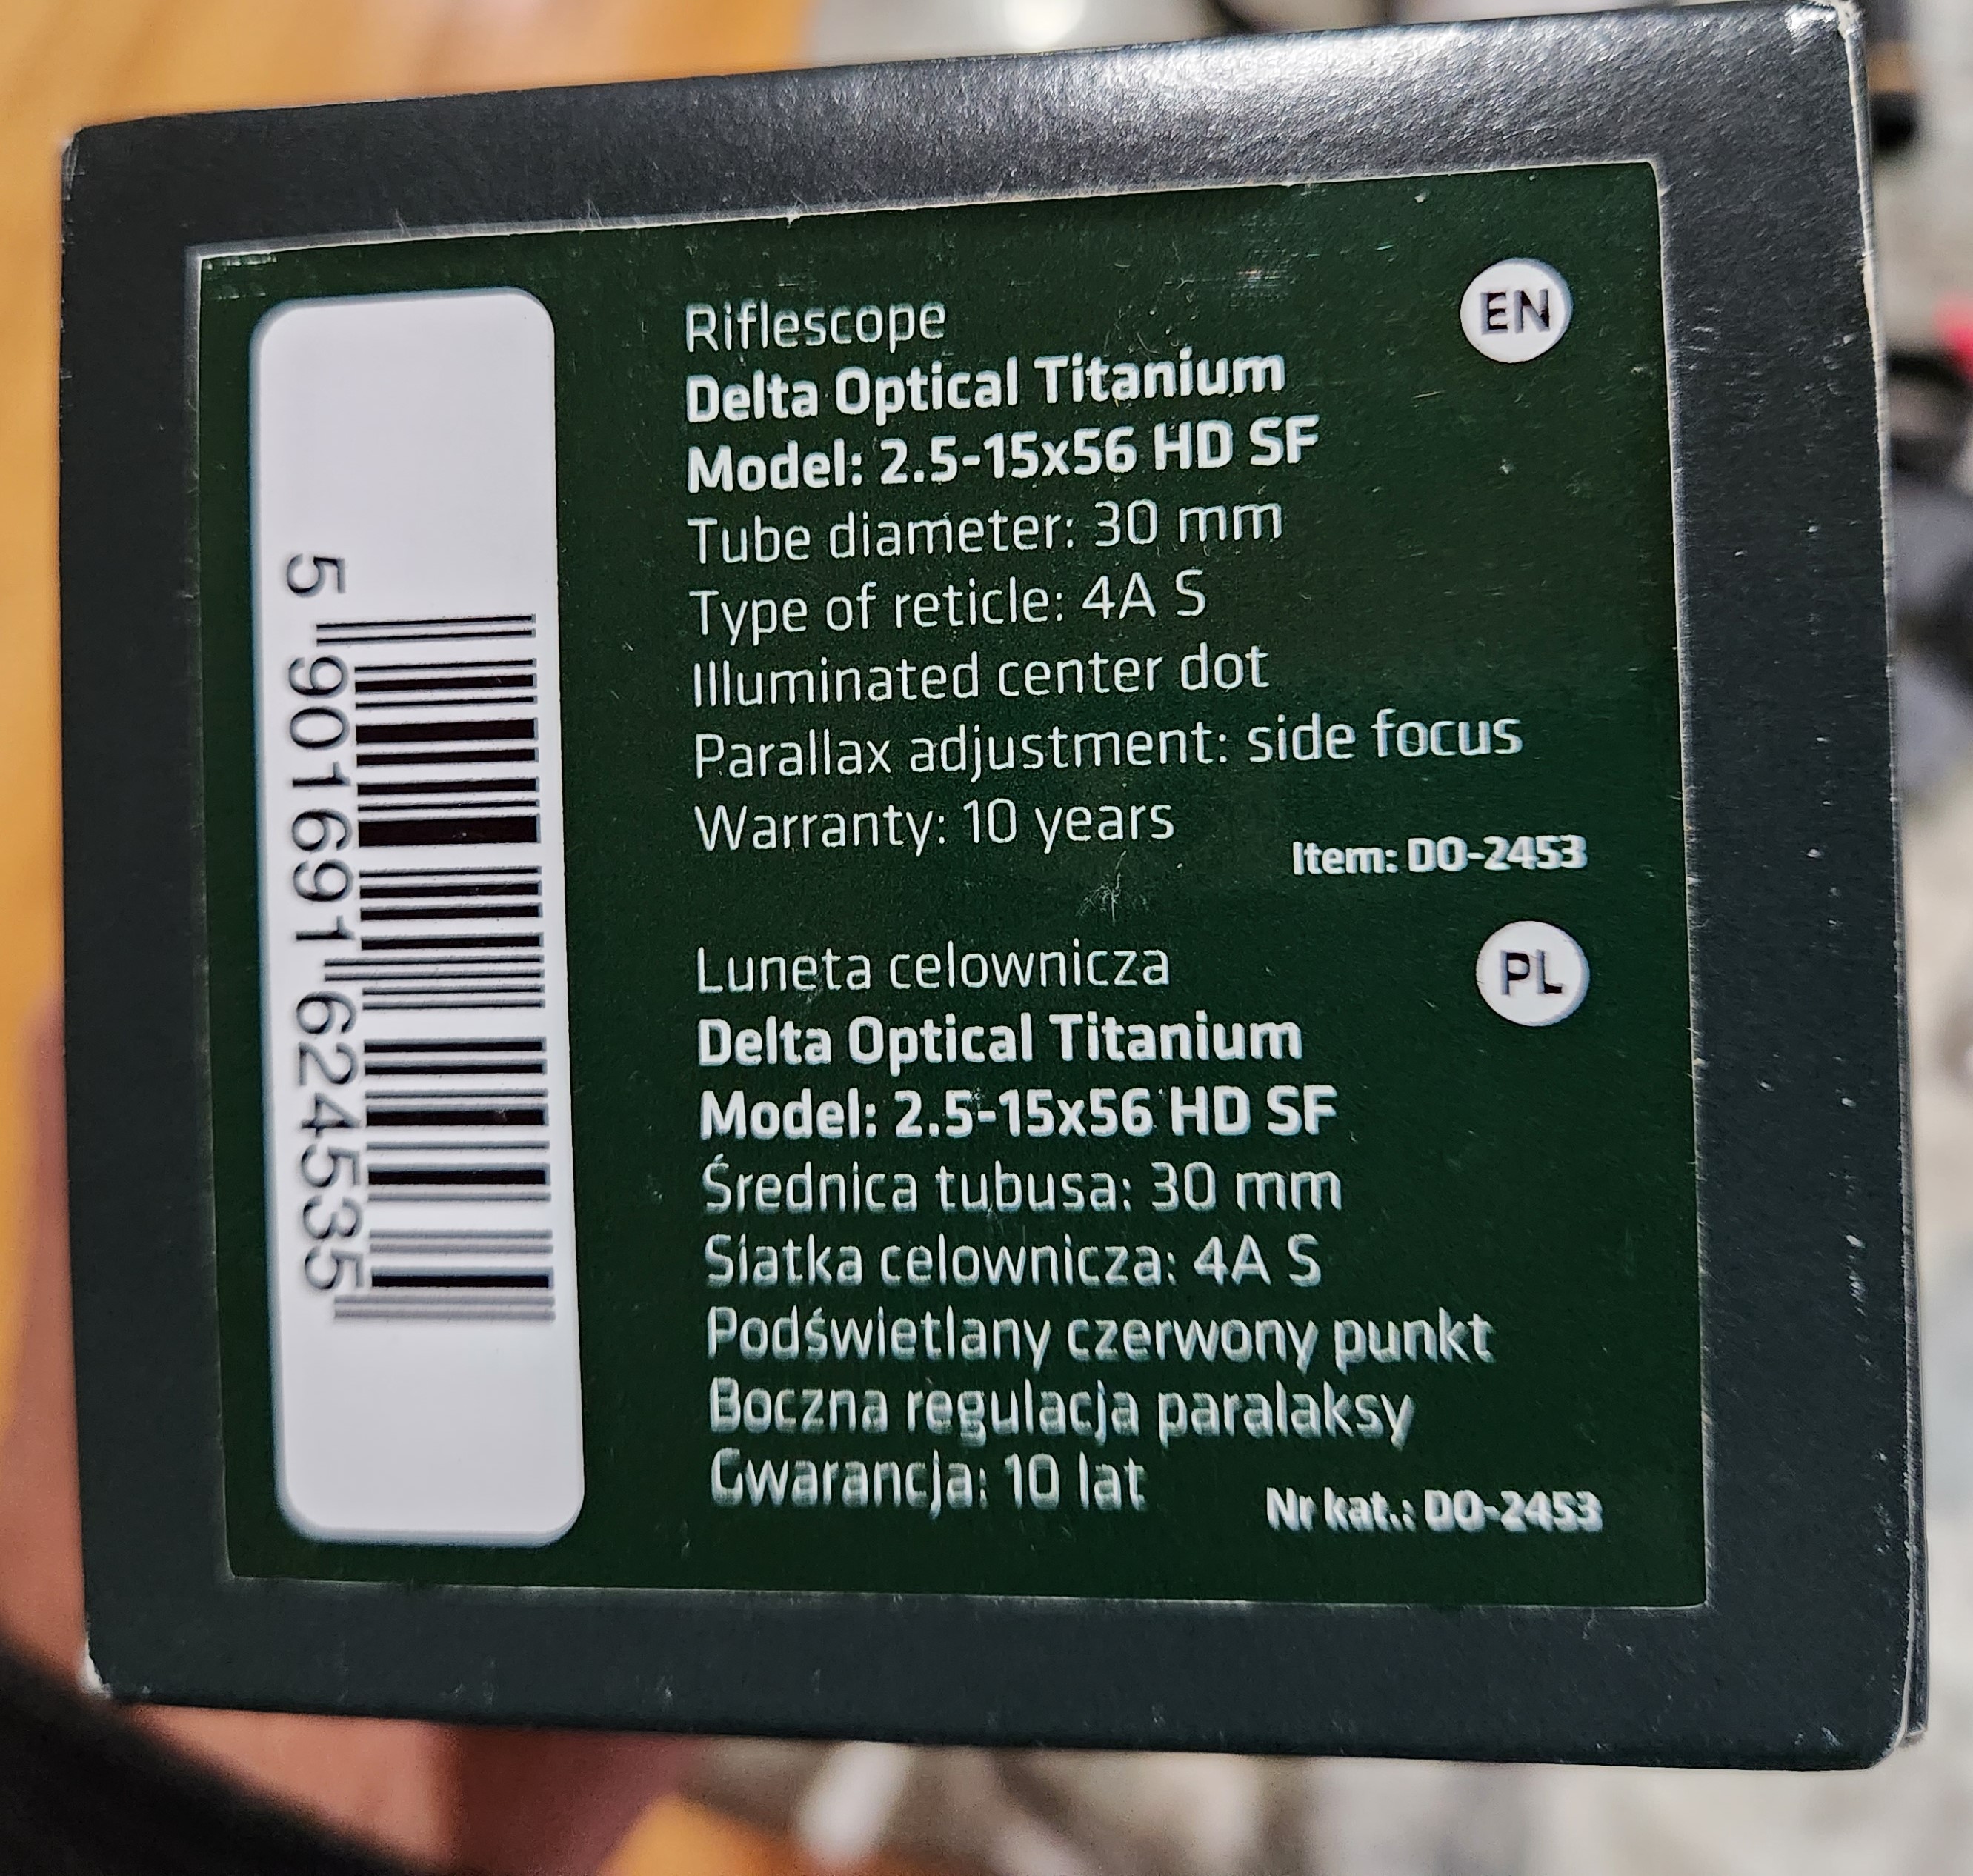 Riflescope
EN
Delta Optical Titanium
Model: 2.5-15x56 HD SF
Tube diameter: 30 mm
Type of reticle: 4A S
Illuminated center dot
Parallax adjustment: side focus
Warranty: 10 years
Item: DO-2453
Luneta celownicza
PL
Delta Optical Titanium
Model: 2.5-15x56 HD SF
Średnica tubusa: 30 mm
Siatka celownicza: 4A S
Podświetlany czerwony punkt
Boczna regulacja paralaksy
Gwarancja: 10 lat
Nr kat.: DO-2453
5 901691 624535